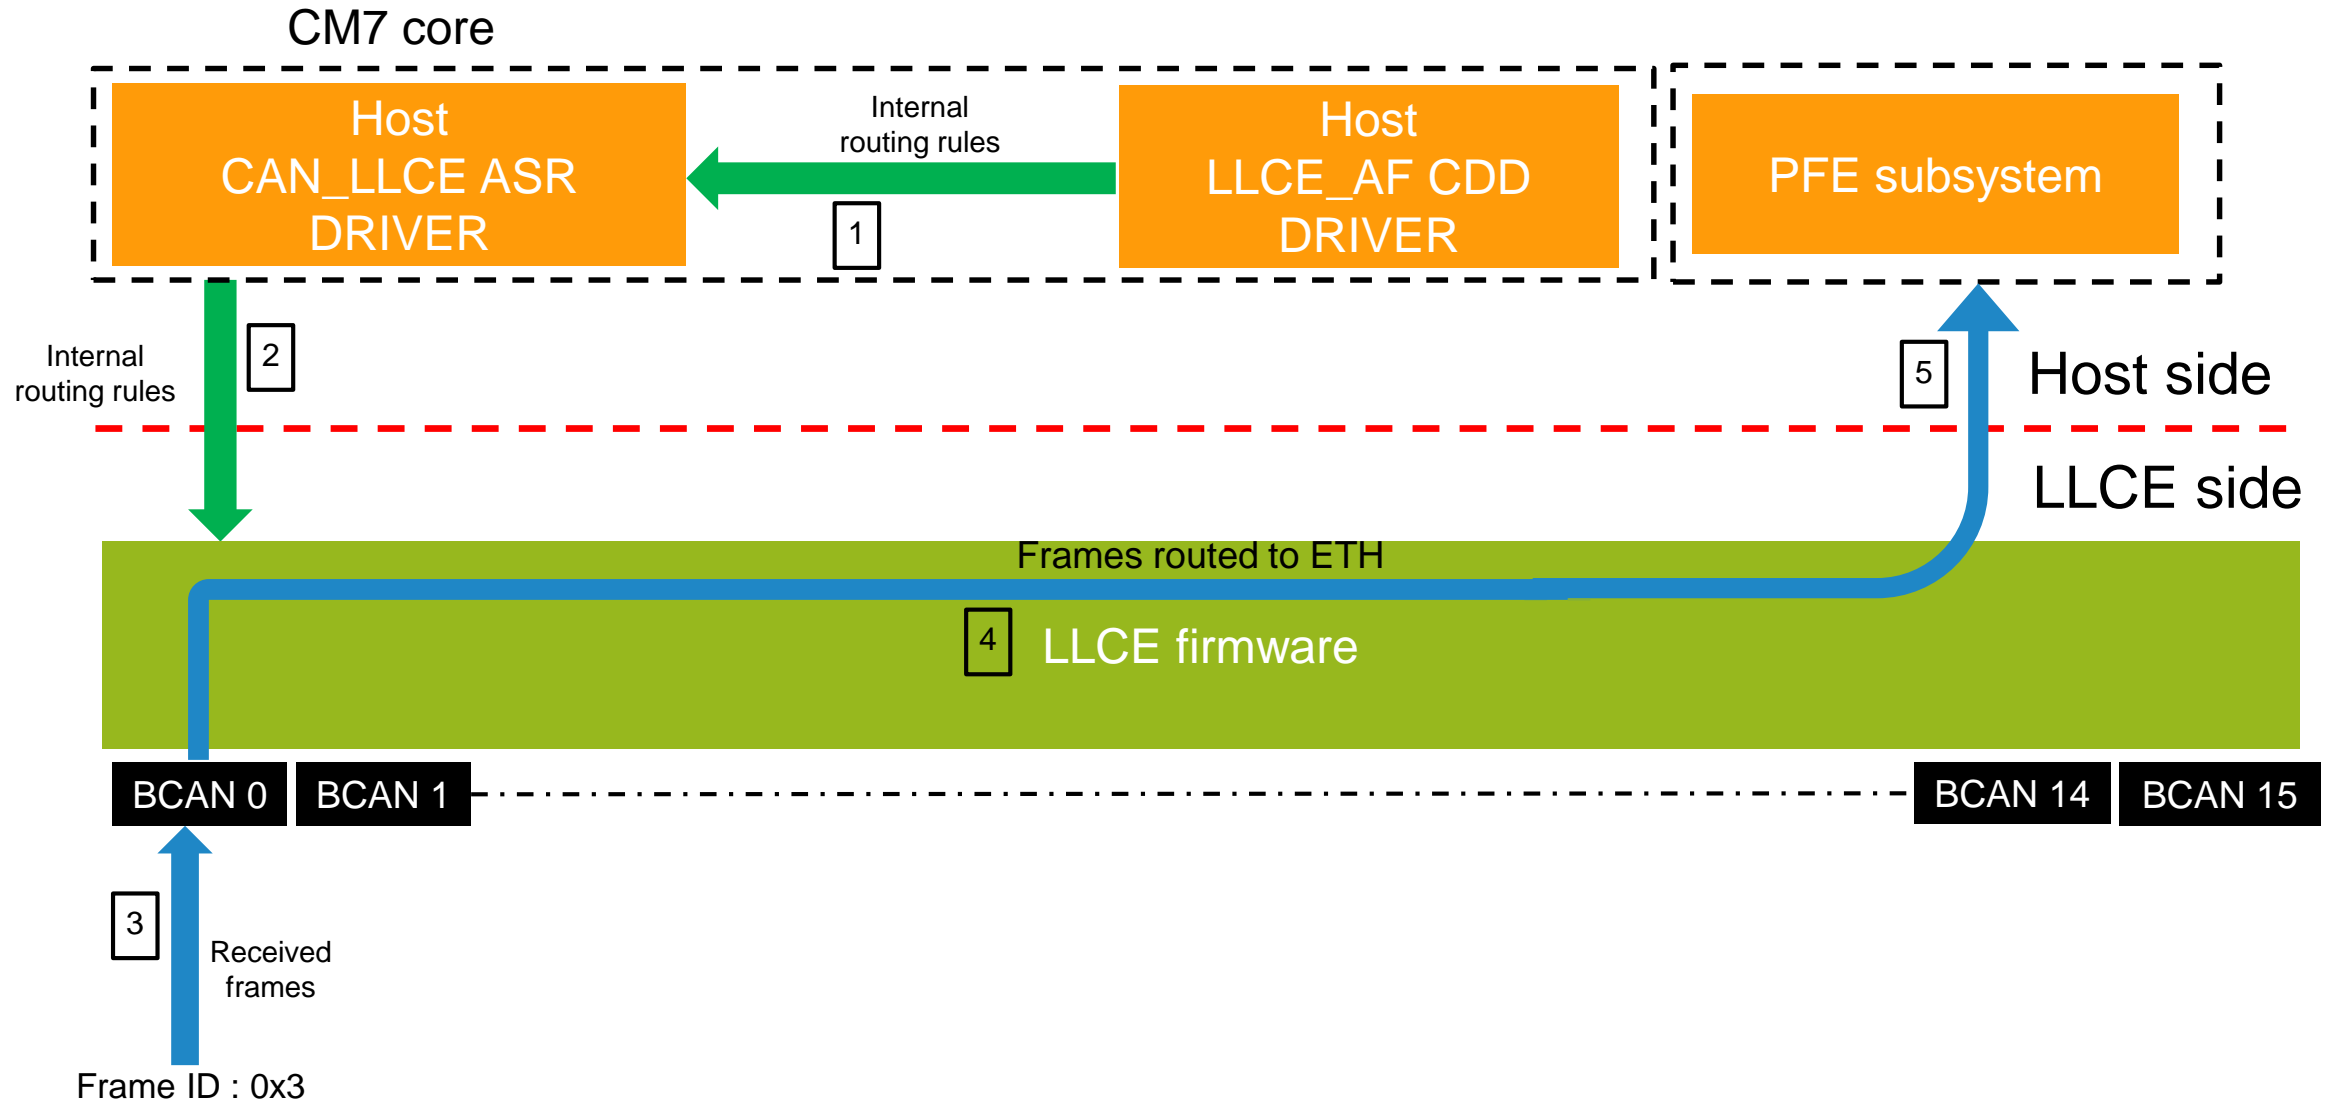 CM7 core
Host
CAN_LLCE ASR
DRIVER
Internal
routing rules
1
Host
LLCE_AF CDD
DRIVER
PFE subsystem
Internal
routing rules
2
5
Host side
LLCE side
Frames routed to ETH
4
LLCE firmware
BCAN 0
BCAN 1
BCAN 14
BCAN 15
3
Received
frames
Frame ID : 0x3